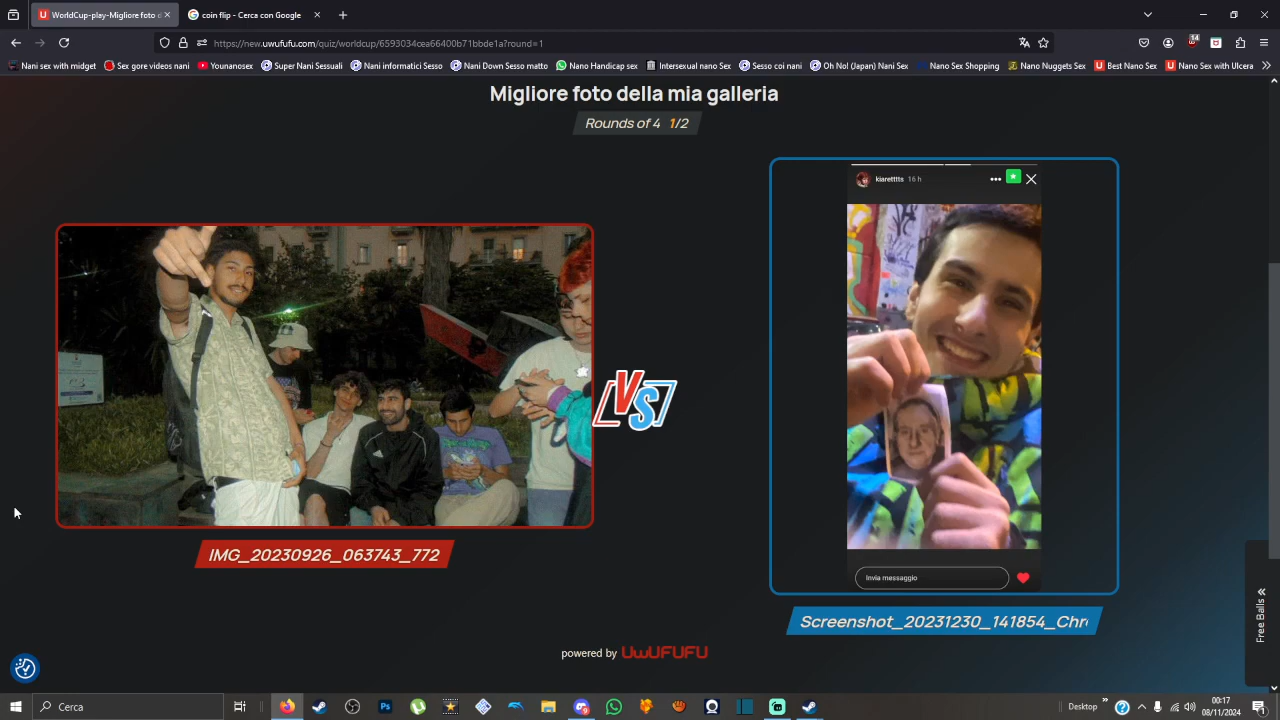 WorldCup-play-Migliore foto d
coin flip - Cerca con Google
https://new.uwufufu.com/quiz/worldcup/6593034cea66400b71bbde1a?round=1
14
Nani sex with midget
Sex gore videos nani
Younanosex
Super Nani Sessuali
Nani informatici Sesso
Nani Down Sesso matto
Nano Handicap sex
Intersexual nano Sex
Sesso coi nani
Oh No! (Japan) Nani Sex
Nano Sex Shopping
Nano Nuggets Sex
Best Nano Sex
Nano Sex with Ulcera
Migliore foto della mia galleria
Rounds of 4 1/2
kiaretttts 16 h
VS
Invia messaggio
IMG_20230926_063743_772
Screenshot_20231230_141854_Chr
powered by UwUFUFU
Free Balls
Cerca
Desktop
00:17
08/11/2024